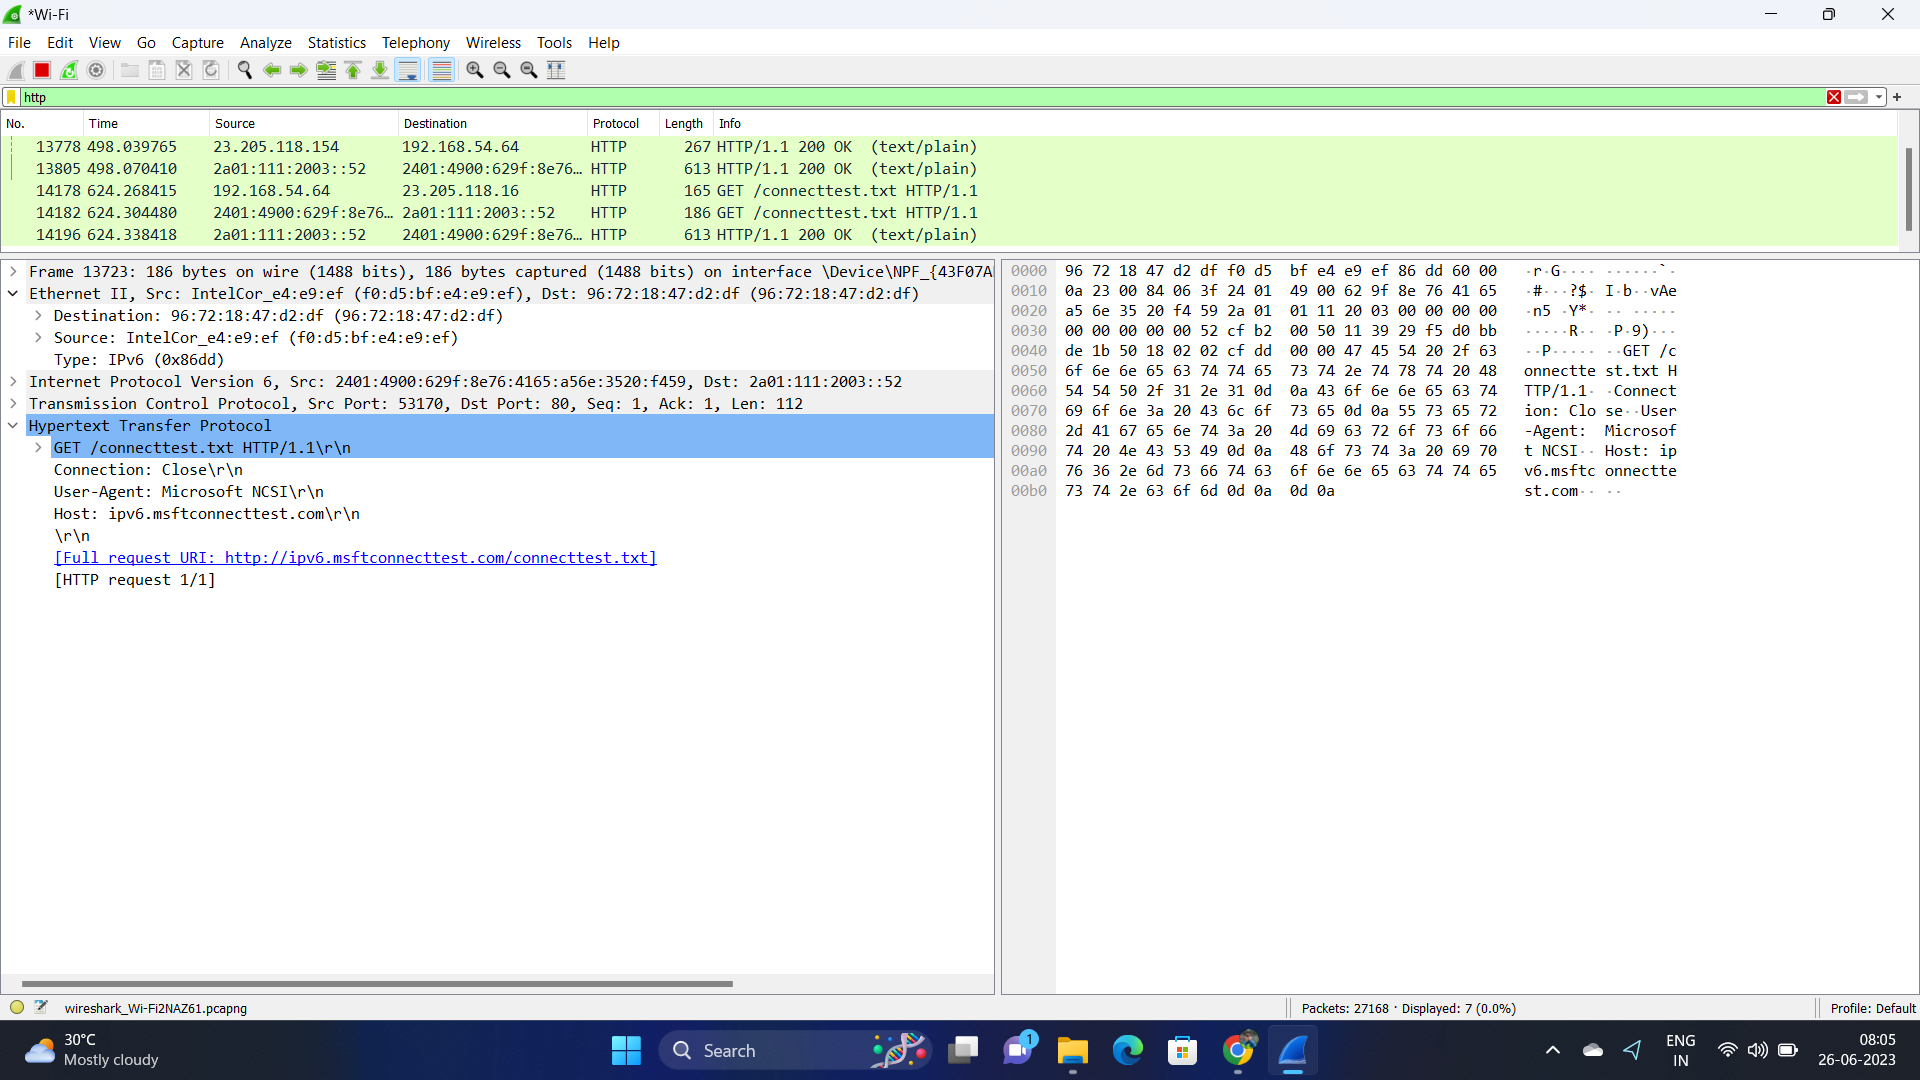 *Wi-Fi
File Edit View Go Capture Analyze Statistics Telephony Wireless Tools Help
http
No. Time Source Destination Protocol Length Info
13778 498.039765 23.205.118.154 192.168.54.64 HTTP 267 HTTP/1.1 200 OK (text/plain)
13805 498.070410 2a01:111:2003::52 2401:4900:629f:8e76… HTTP 613 HTTP/1.1 200 OK (text/plain)
14178 624.268415 192.168.54.64 23.205.118.16 HTTP 165 GET /connecttest.txt HTTP/1.1
14182 624.304480 2401:4900:629f:8e76… 2a01:111:2003::52 HTTP 186 GET /connecttest.txt HTTP/1.1
14196 624.338418 2a01:111:2003::52 2401:4900:629f:8e76… HTTP 613 HTTP/1.1 200 OK (text/plain)
Frame 13723: 186 bytes on wire (1488 bits), 186 bytes captured (1488 bits) on interface \Device\NPF_{43F07A
Ethernet II, Src: IntelCor_e4:e9:ef (f0:d5:bf:e4:e9:ef), Dst: 96:72:18:47:d2:df (96:72:18:47:d2:df)
Destination: 96:72:18:47:d2:df (96:72:18:47:d2:df)
Source: IntelCor_e4:e9:ef (f0:d5:bf:e4:e9:ef)
Type: IPv6 (0x86dd)
Internet Protocol Version 6, Src: 2401:4900:629f:8e76:4165:a56e:3520:f459, Dst: 2a01:111:2003::52
Transmission Control Protocol, Src Port: 53170, Dst Port: 80, Seq: 1, Ack: 1, Len: 112
Hypertext Transfer Protocol
GET /connecttest.txt HTTP/1.1\r\n
Connection: Close\r\n
User-Agent: Microsoft NCSI\r\n
Host: ipv6.msftconnecttest.com\r\n
\r\n
[Full request URI: http://ipv6.msftconnecttest.com/connecttest.txt]
[HTTP request 1/1]
0000 96 72 18 47 d2 df f0 d5 bf e4 e9 ef 86 dd 60 00 ·r·G···· ······`·
0010 0a 23 00 84 06 3f 24 01 49 00 62 9f 8e 76 41 65 ·#···?$· I·b··vAe
0020 a5 6e 35 20 f4 59 2a 01 01 11 20 03 00 00 00 00 ·n5 ·Y*· ·· ·····
0030 00 00 00 00 00 52 cf b2 00 50 11 39 29 f5 d0 bb ·····R·· ·P·9)···
0040 de 1b 50 18 02 02 cf dd 00 00 47 45 54 20 2f 63 ··P····· ··GET /c
0050 6f 6e 6e 65 63 74 74 65 73 74 2e 74 78 74 20 48 onnectte st.txt H
0060 54 54 50 2f 31 2e 31 0d 0a 43 6f 6e 6e 65 63 74 TTP/1.1· ·Connect
0070 69 6f 6e 3a 20 43 6c 6f 73 65 0d 0a 55 73 65 72 ion: Clo se··User
0080 2d 41 67 65 6e 74 3a 20 4d 69 63 72 6f 73 6f 66 -Agent: Microsof
0090 74 20 4e 43 53 49 0d 0a 48 6f 73 74 3a 20 69 70 t NCSI·· Host: ip
00a0 76 36 2e 6d 73 66 74 63 6f 6e 6e 65 63 74 74 65 v6.msftc onnectte
00b0 73 74 2e 63 6f 6d 0d 0a 0d 0a st.com·· ··
wireshark_Wi-Fi2NAZ61.pcapng
Packets: 27168 · Displayed: 7 (0.0%)
Profile: Default
30°C
Mostly cloudy
Search
1
ENG
IN
08:05
26-06-2023